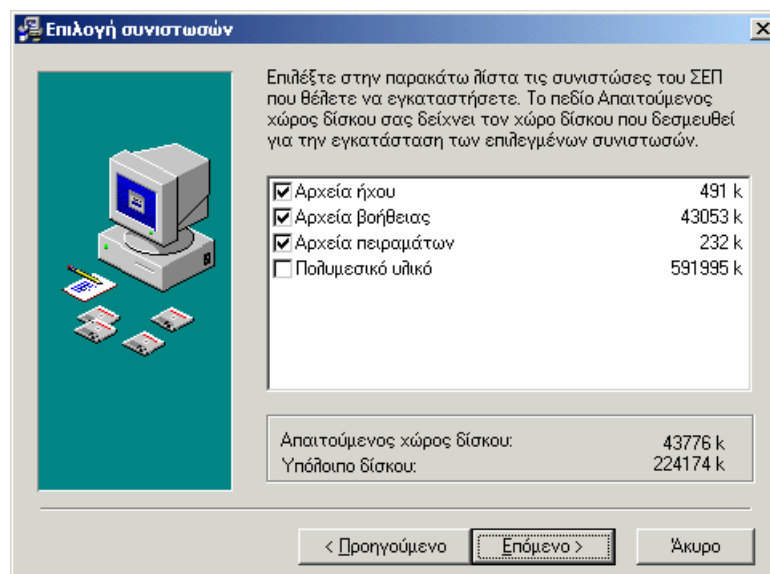 Επιλογή συνιστωσών
Επιλέξτε στην παρακάτω λίστα τις συνιστώσες του ΣΕΠ
που θέλετε να εγκαταστήσετε. Το πεδίο Απαιτούμενος
χώρος δίσκου σας δείχνει τον χώρο δίσκου που δεσμευθεί
για την εγκατάσταση των επιλεγμένων συνιστωσών.
Αρχεία ήχου 491 k
Αρχεία βοήθειας 43053 k
Αρχεία πειραμάτων 232 k
Πολυμεσικό υλικό 591995 k
Απαιτούμενος χώρος δίσκου: 43776 k
Υπόλοιπο δίσκου: 224174 k
< Προηγούμενο Επόμενο > Άκυρο